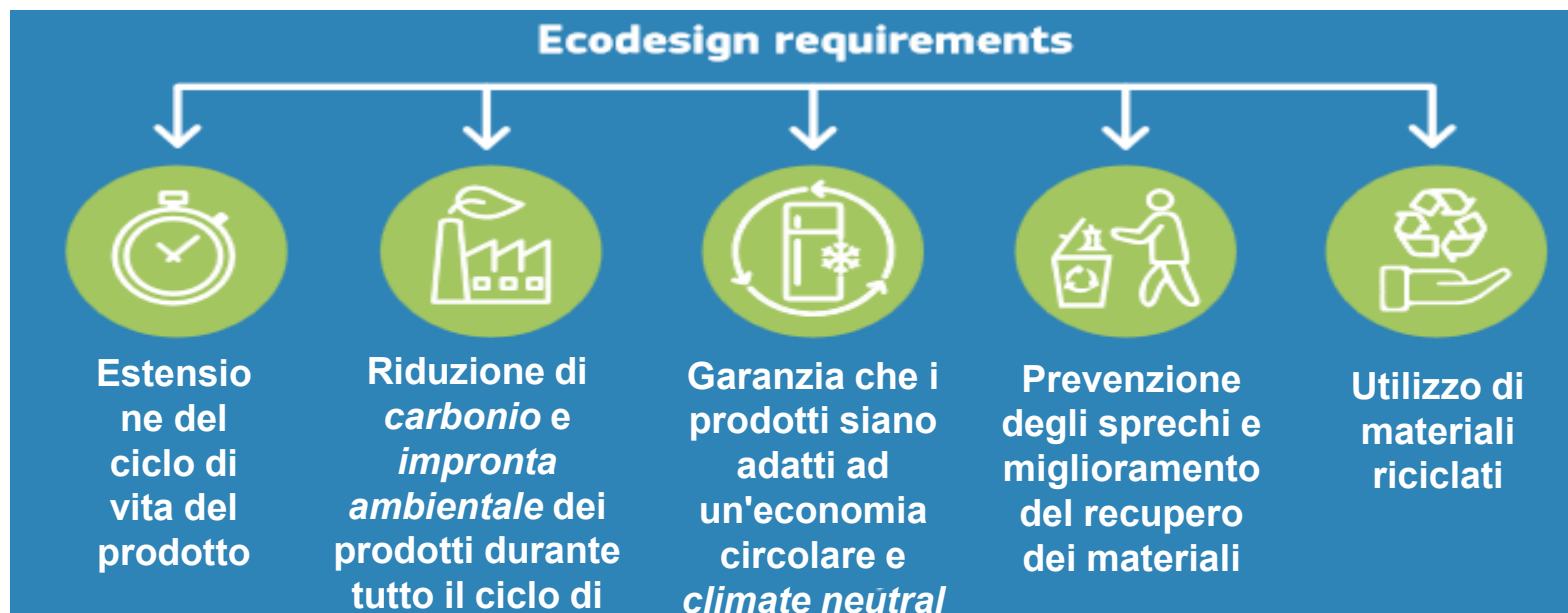 Ecodesign requirements
Estensio
ne del
ciclo di
vita del
prodotto
Riduzione di
carbonio e
impronta
ambientale dei
prodotti durante
tutto il ciclo di
Garanzia che i
prodotti siano
adatti ad
un'economia
circolare e
climate neutral
Prevenzione
degli sprechi e
miglioramento
del recupero
dei materiali
Utilizzo di
materiali
riciclati